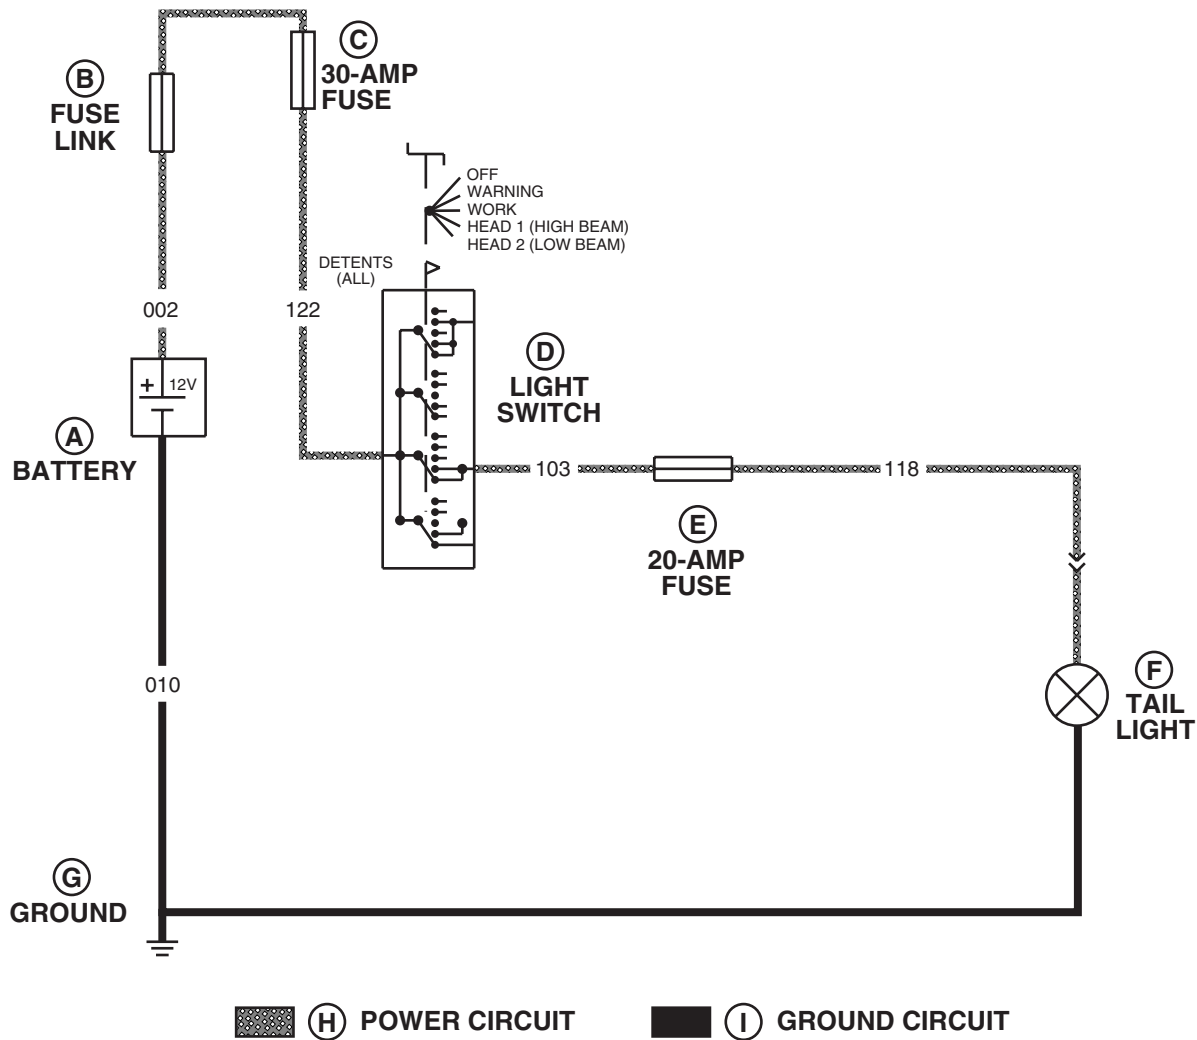 C
30-AMP
FUSE
B
FUSE
LINK
OFF
WARNING
WORK
HEAD 1 (HIGH BEAM)
HEAD 2 (LOW BEAM)
DETENTS
(ALL)
002
122
+ 12V
D
LIGHT
SWITCH
A
BATTERY
103
118
E
20-AMP
FUSE
010
F
TAIL
LIGHT
G
GROUND
H POWER CIRCUIT
I GROUND CIRCUIT